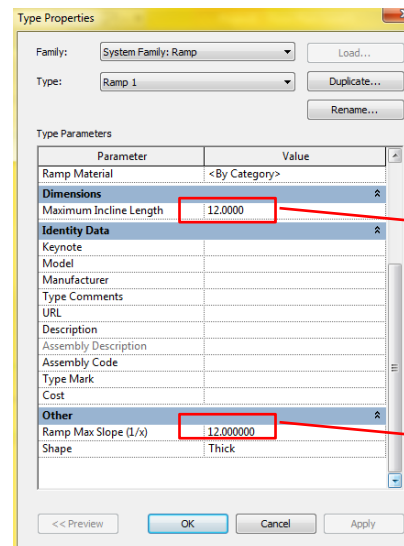 Type Properties
Family: System Family: Ramp Load...
Type: Ramp 1 Duplicate...
Rename...
Type Parameters
Parameter Value
Ramp Material <By Category>
Dimensions
Maximum Incline Length 12.0000
Identity Data
Keynote
Model
Manufacturer
Type Comments
URL
Description
Assembly Description
Assembly Code
Type Mark
Cost
Other
Ramp Max Slope (1/x) 12.000000
Shape Thick
<< Preview OK Cancel Apply